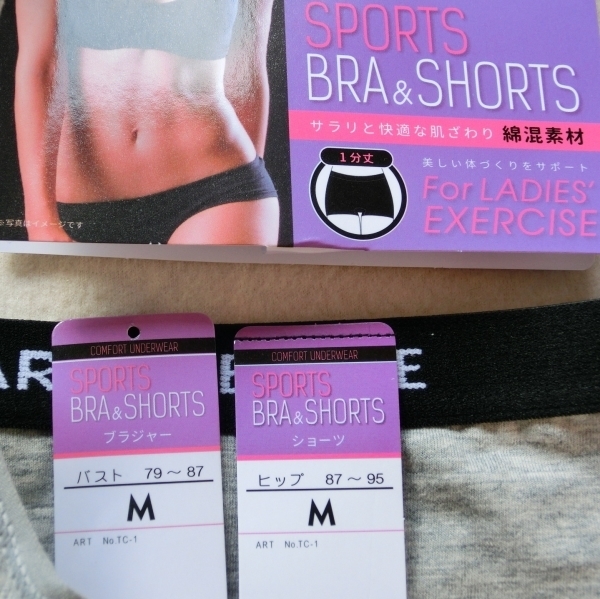 SPORTS
BRA&SHORTS
サラリと快適な肌ざわり 綿混素材
1分丈
美しい体づくりをサポート
For LADIES'
EXERCISE
※写真はイメージです
COMFORT UNDERWEAR
SPORTS
BRA&SHORTS
ブラジャー
バスト 79～87
M
ART No.TC-1
COMFORT UNDERWEAR
SPORTS
BRA&SHORTS
ショーツ
ヒップ 87～95
M
ART No.TC-1